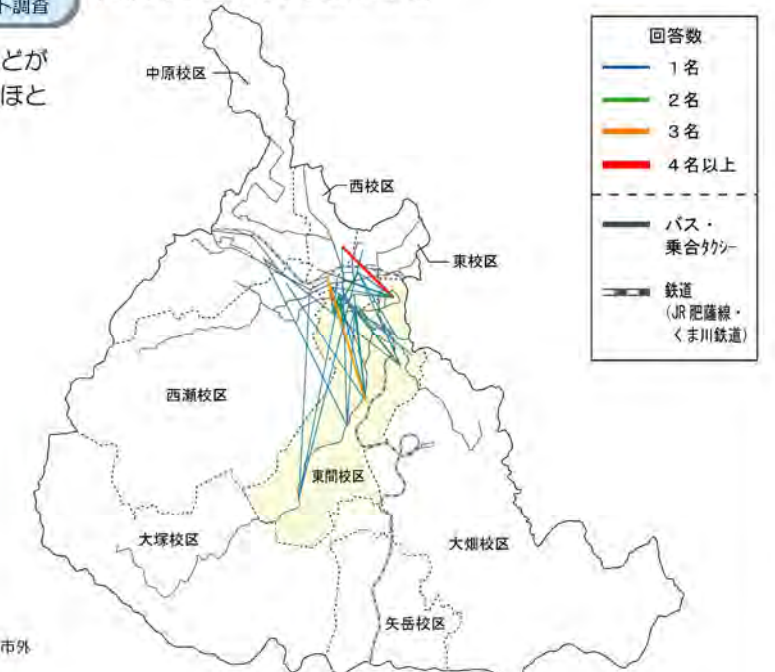 ト調査
どが
ほと
中原校区
西校区
東校区
西瀬校区
東間校区
大塚校区
大畑校区
矢岳校区
市外
回答数
1名
2名
3名
4名以上
バス・
乗合タクシー
鉄道
(JR肥薩線・
くま川鉄道)